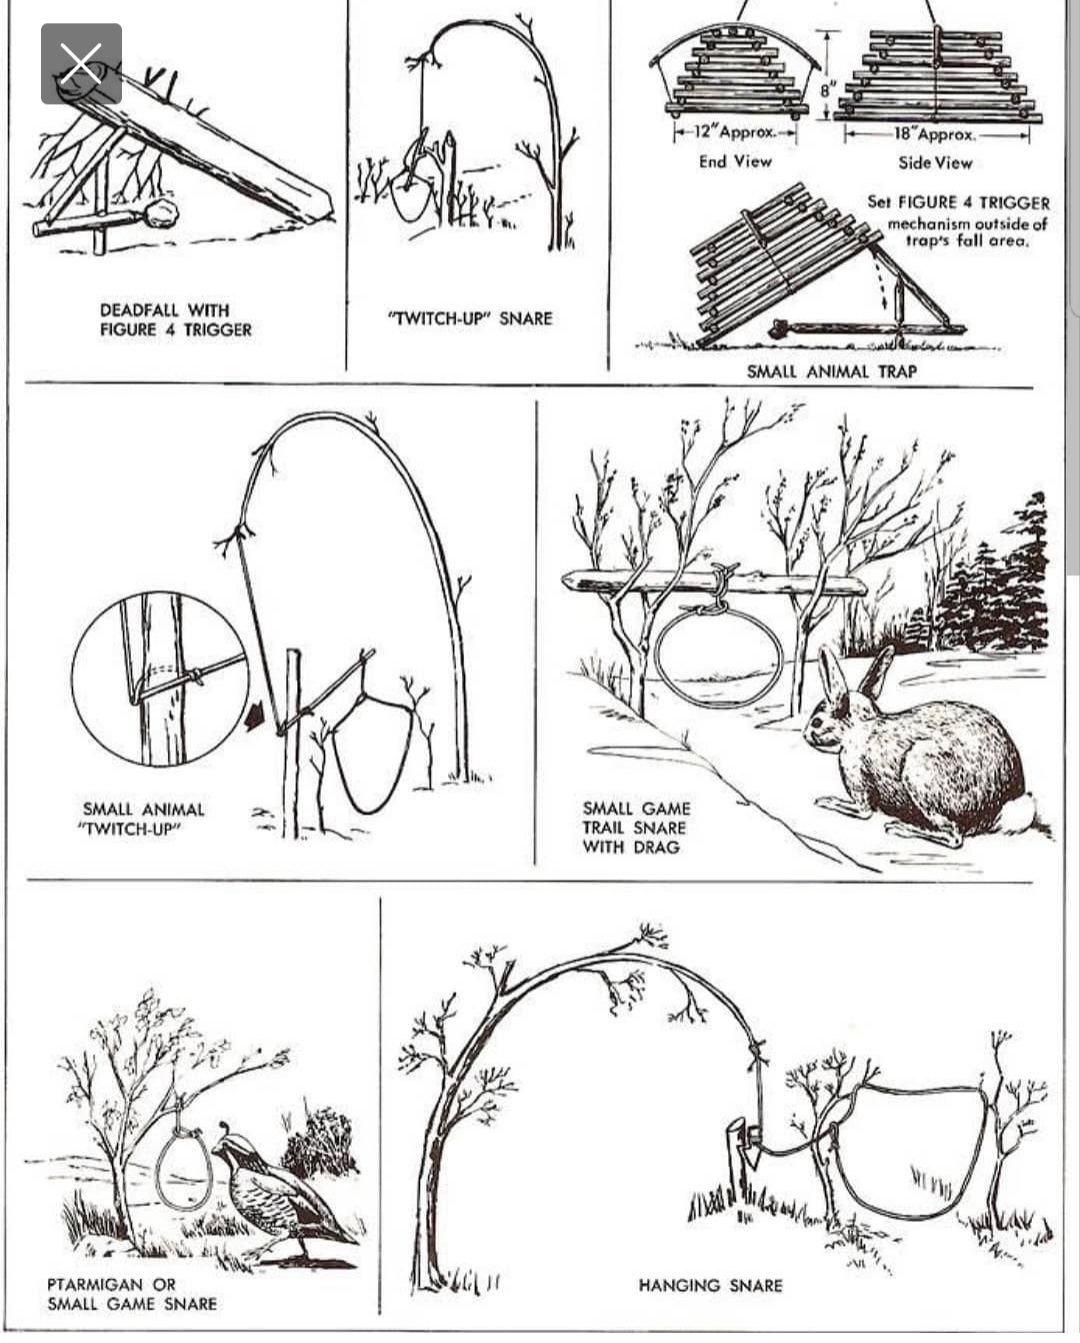 8"
12" Approx.
18" Approx.
End View
Side View
Set FIGURE 4 TRIGGER
mechanism outside of
trap's fall area.
DEADFALL WITH
FIGURE 4 TRIGGER
"TWITCH-UP" SNARE
SMALL ANIMAL TRAP
SMALL ANIMAL
"TWITCH-UP"
SMALL GAME
TRAIL SNARE
WITH DRAG
PTARMIGAN OR
SMALL GAME SNARE
HANGING SNARE